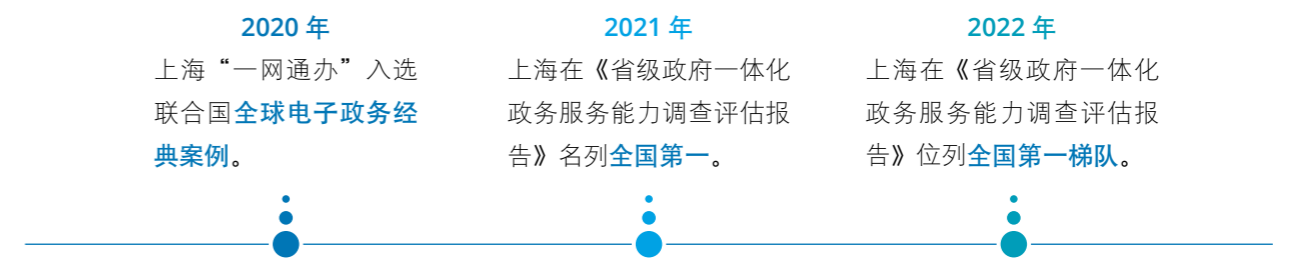 2020 年
上海“一网通办”入选
联合国全球电子政务经
典案例。
2021 年
上海在《省级政府一体化
政务服务能力调查评估报
告》名列全国第一。
2022 年
上海在《省级政府一体化
政务服务能力调查评估报
告》位列全国第一梯队。